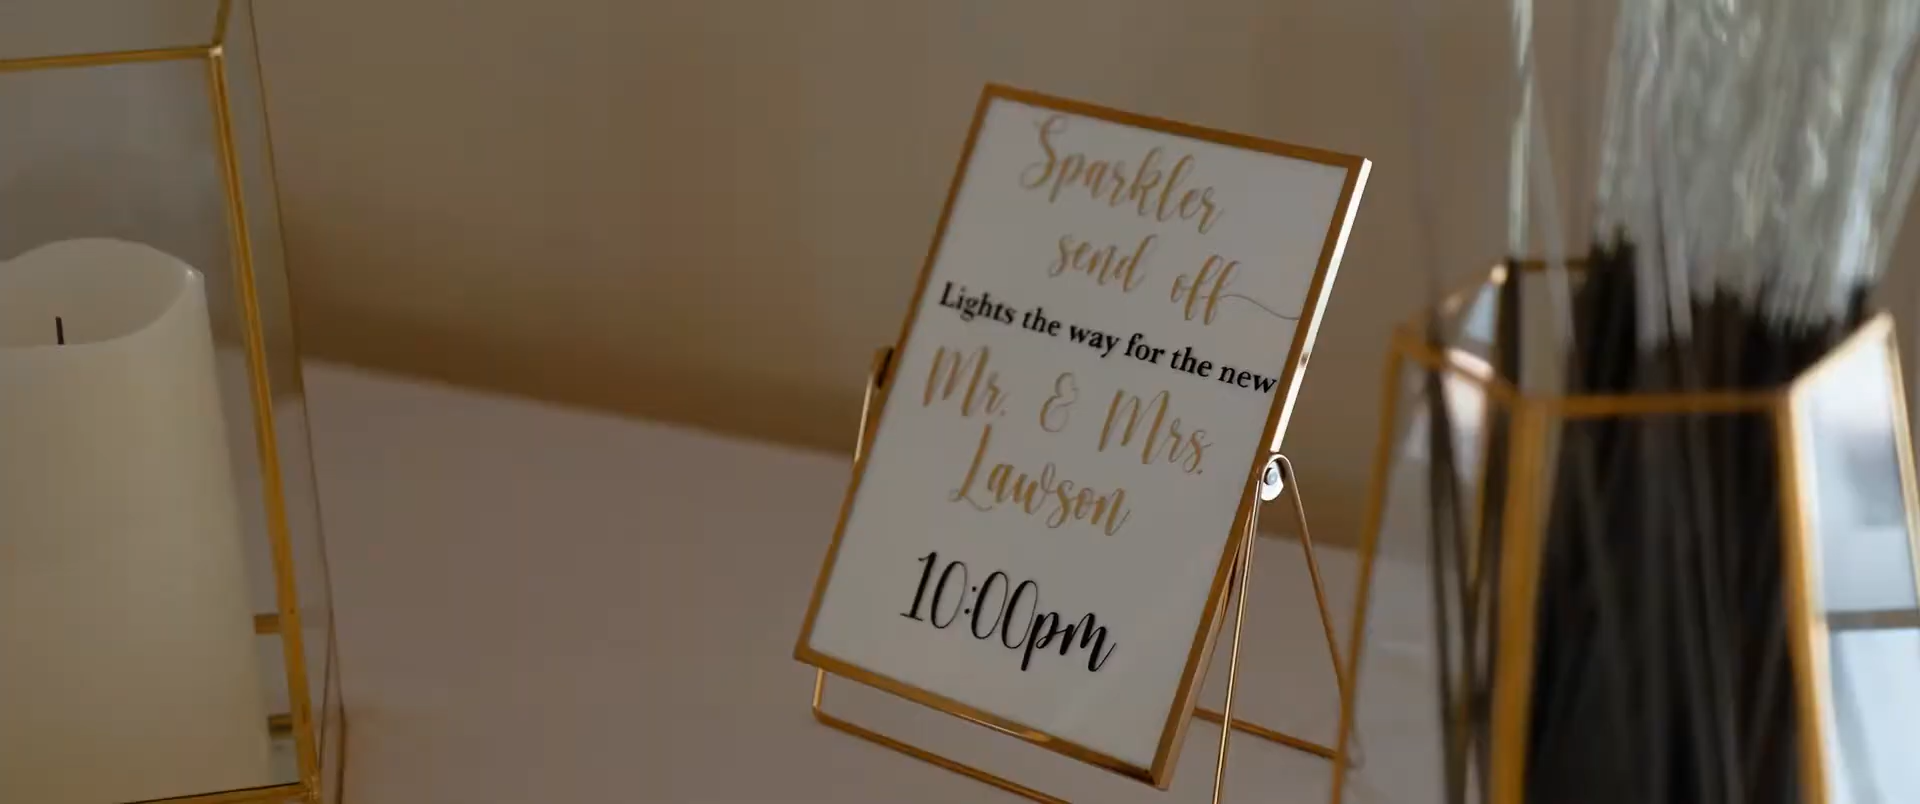 Sparkler
send off
Lights the way for the new
Mr. & Mrs.
Lawson
10:00pm